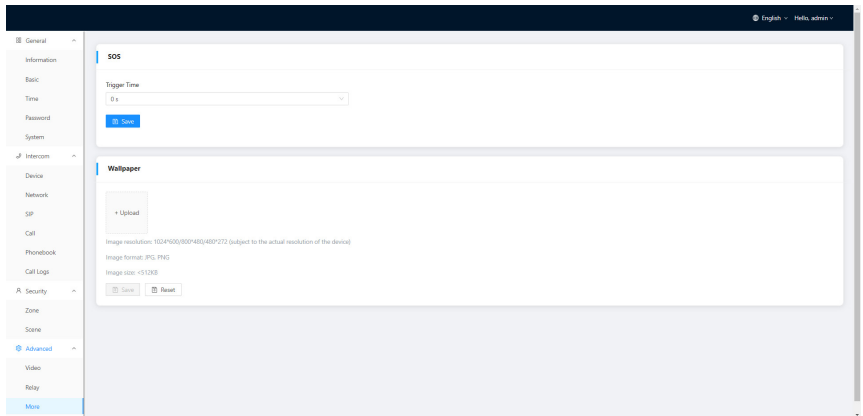 English
Hello, admin
General
Information
Basic
Time
Password
System
Intercom
Device
Network
SIP
Call
Phonebook
Call Logs
Security
Zone
Scene
Advanced
Video
Relay
More
SOS
Trigger Time
0 s
Save
Wallpaper
+ Upload
Image resolution: 1024*600/800*480/480*272 (subject to the actual resolution of the device)
Image format: JPG, PNG
Image size: <512KB
Save
Reset